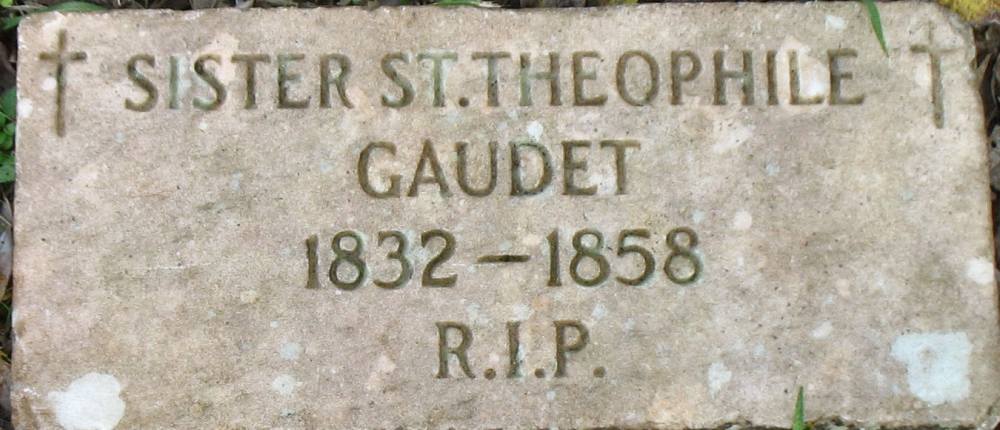 SISTER ST. THEOPHILE
GAUDET
1832 – 1858
R.I.P.